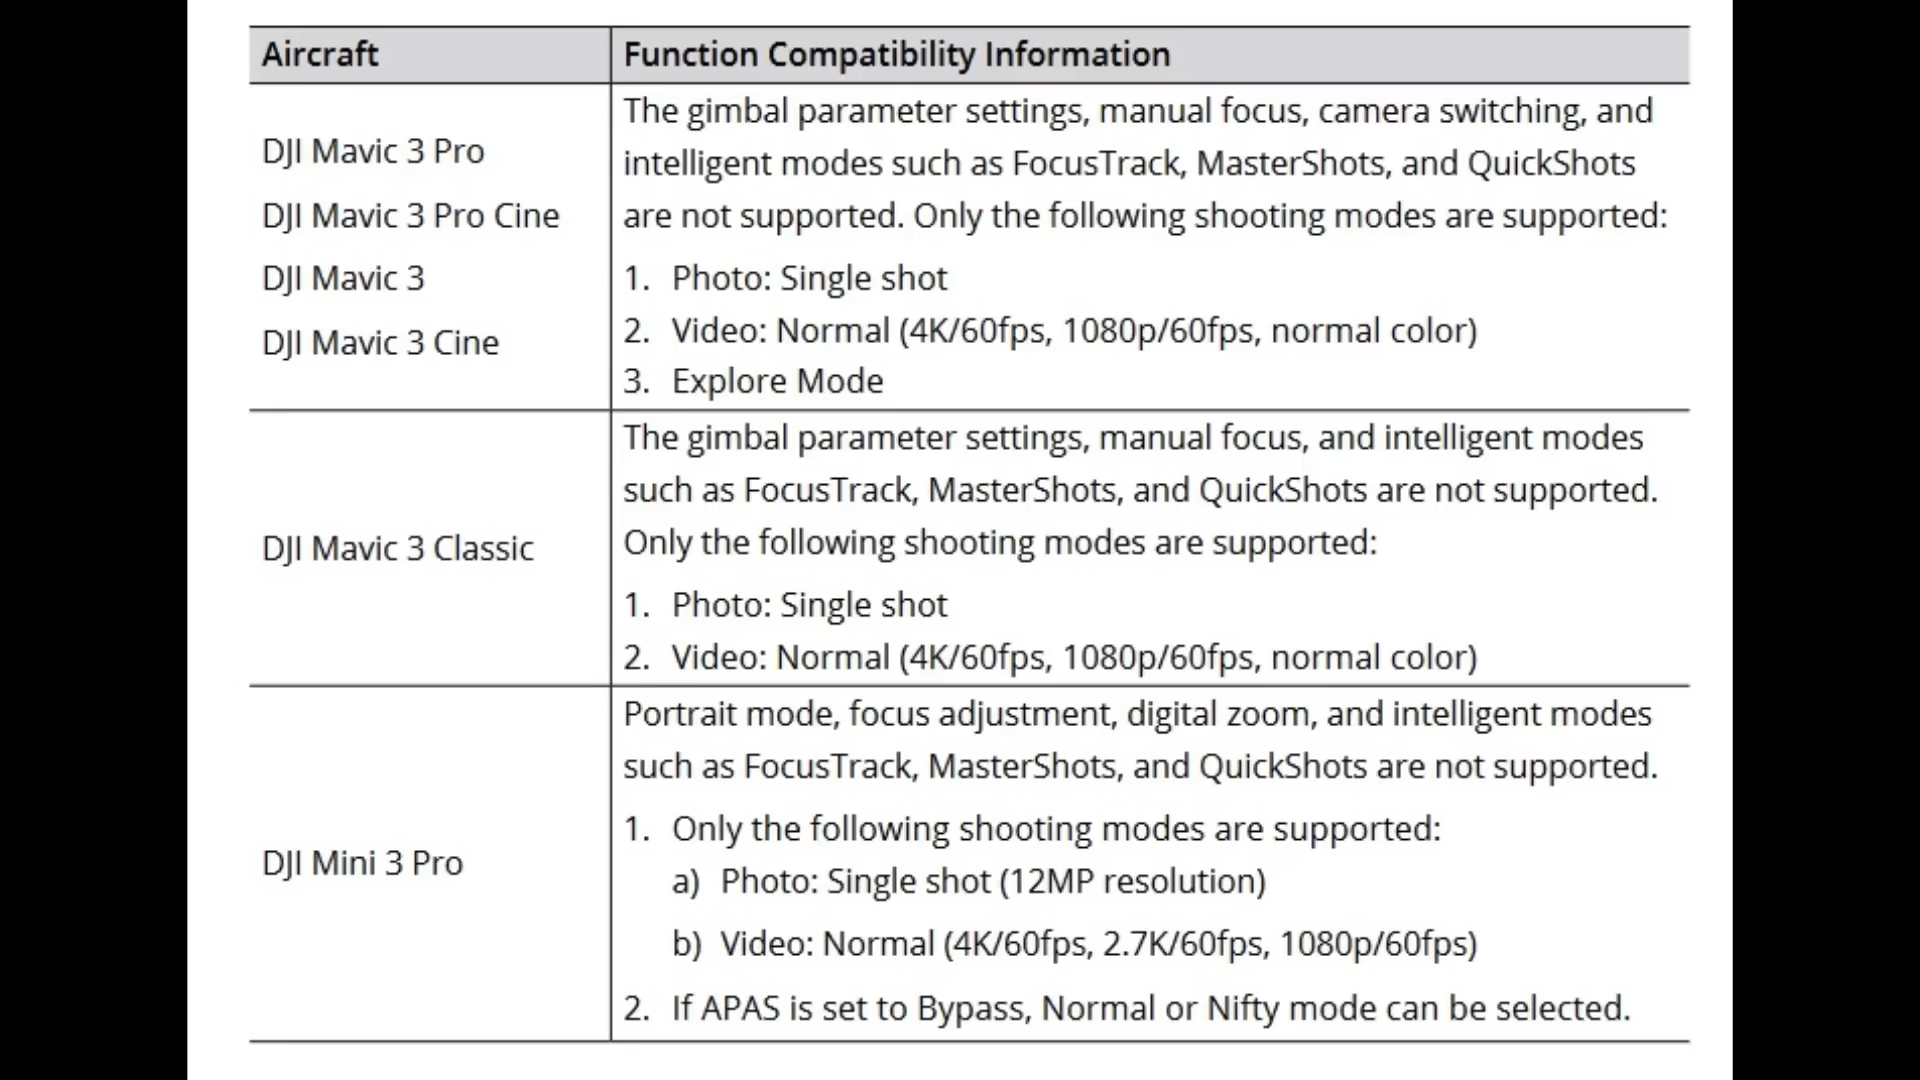 Aircraft
Function Compatibility Information
DJI Mavic 3 Pro
DJI Mavic 3 Pro Cine
DJI Mavic 3
DJI Mavic 3 Cine
The gimbal parameter settings, manual focus, camera switching, and
intelligent modes such as FocusTrack, MasterShots, and QuickShots
are not supported. Only the following shooting modes are supported:
1. Photo: Single shot
2. Video: Normal (4K/60fps, 1080p/60fps, normal color)
3. Explore Mode
DJI Mavic 3 Classic
The gimbal parameter settings, manual focus, and intelligent modes
such as FocusTrack, MasterShots, and QuickShots are not supported.
Only the following shooting modes are supported:
1. Photo: Single shot
2. Video: Normal (4K/60fps, 1080p/60fps, normal color)
DJI Mini 3 Pro
Portrait mode, focus adjustment, digital zoom, and intelligent modes
such as FocusTrack, MasterShots, and QuickShots are not supported.
1. Only the following shooting modes are supported:
a) Photo: Single shot (12MP resolution)
b) Video: Normal (4K/60fps, 2.7K/60fps, 1080p/60fps)
2. If APAS is set to Bypass, Normal or Nifty mode can be selected.